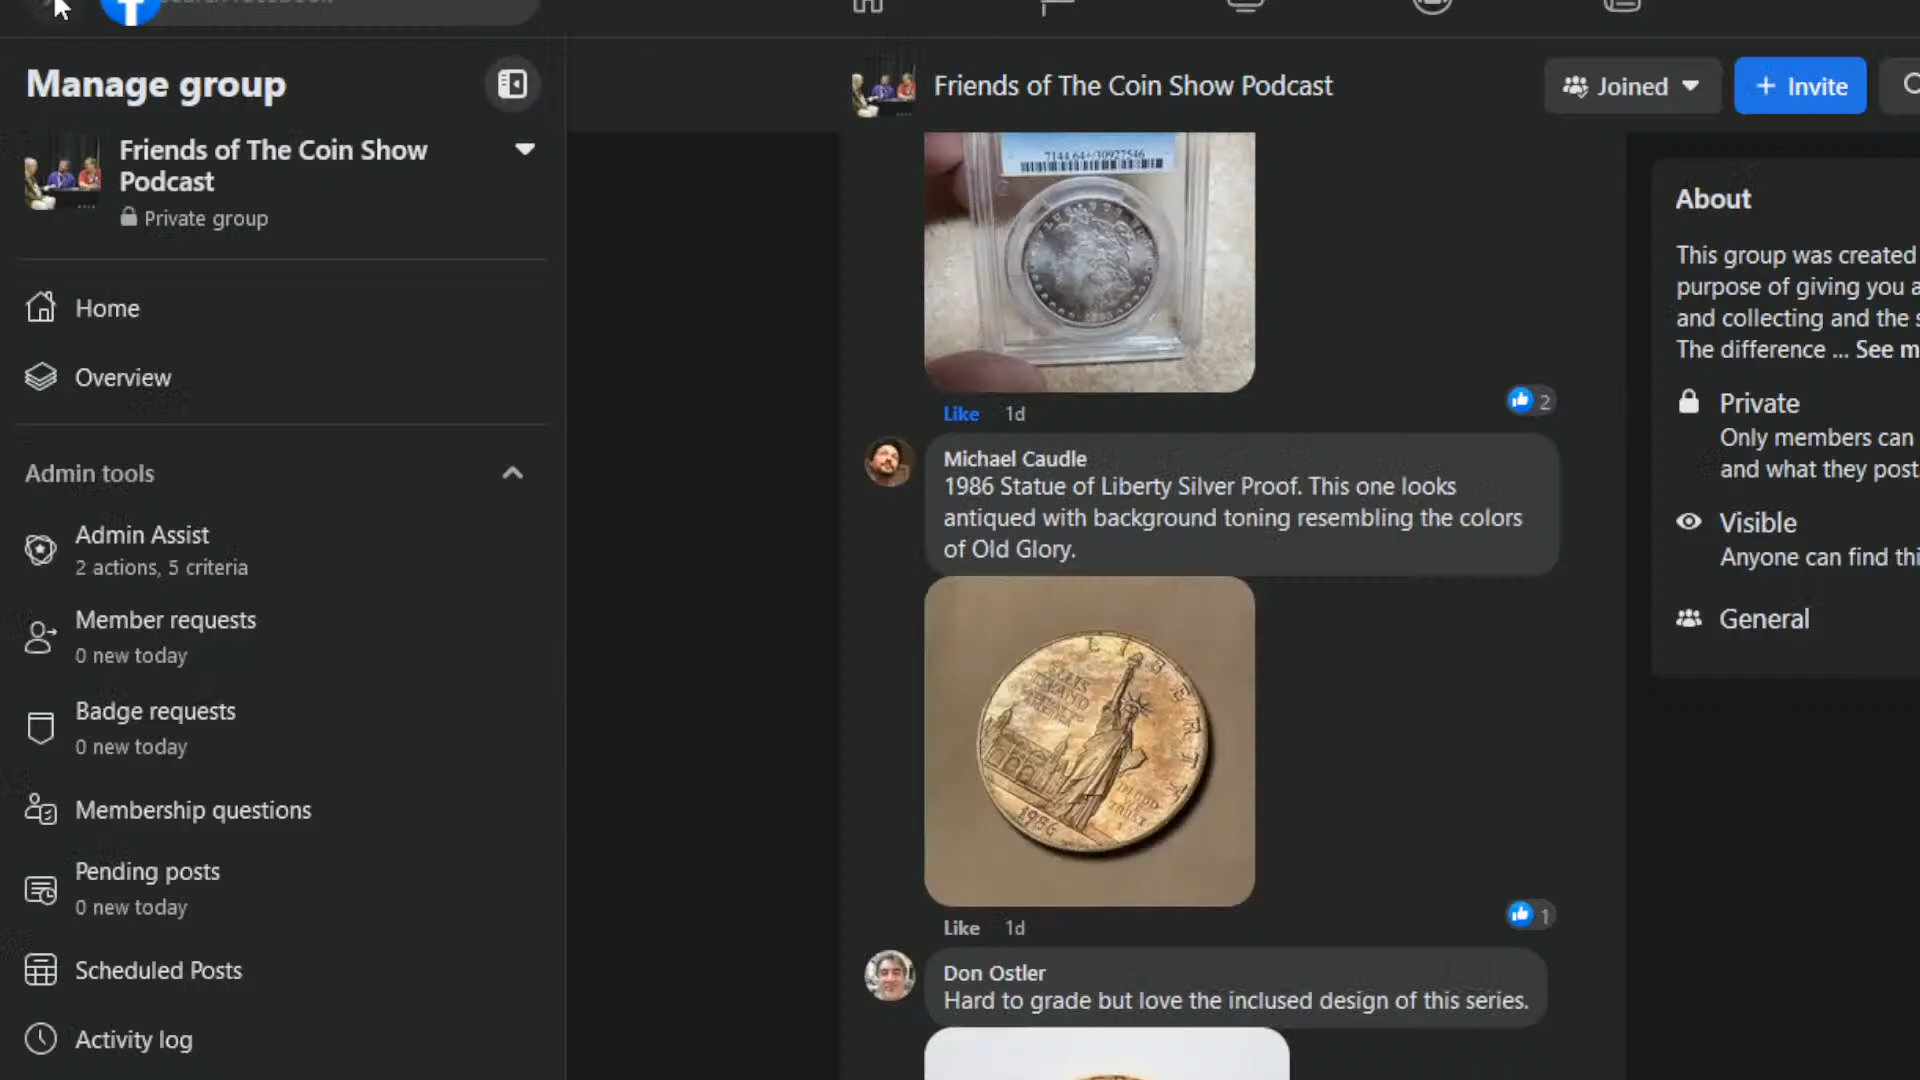 Manage group
Friends of The Coin Show
Podcast
Private group
Home
Overview
Admin tools
Admin Assist
2 actions, 5 criteria
Member requests
0 new today
Badge requests
0 new today
Membership questions
Pending posts
0 new today
Scheduled Posts
Activity log
Friends of The Coin Show Podcast
Joined
+ Invite
7144.64+/30927546
Like 1d
2
Michael Caudle
1986 Statue of Liberty Silver Proof. This one looks
antiqued with background toning resembling the colors
of Old Glory.
LIBERTY
1986
Like 1d
1
Don Ostler
Hard to grade but love the inclused design of this series.
About
This group was created
purpose of giving you a
and collecting and the s
The difference ... See m
Private
Only members can
and what they post
Visible
Anyone can find thi
General